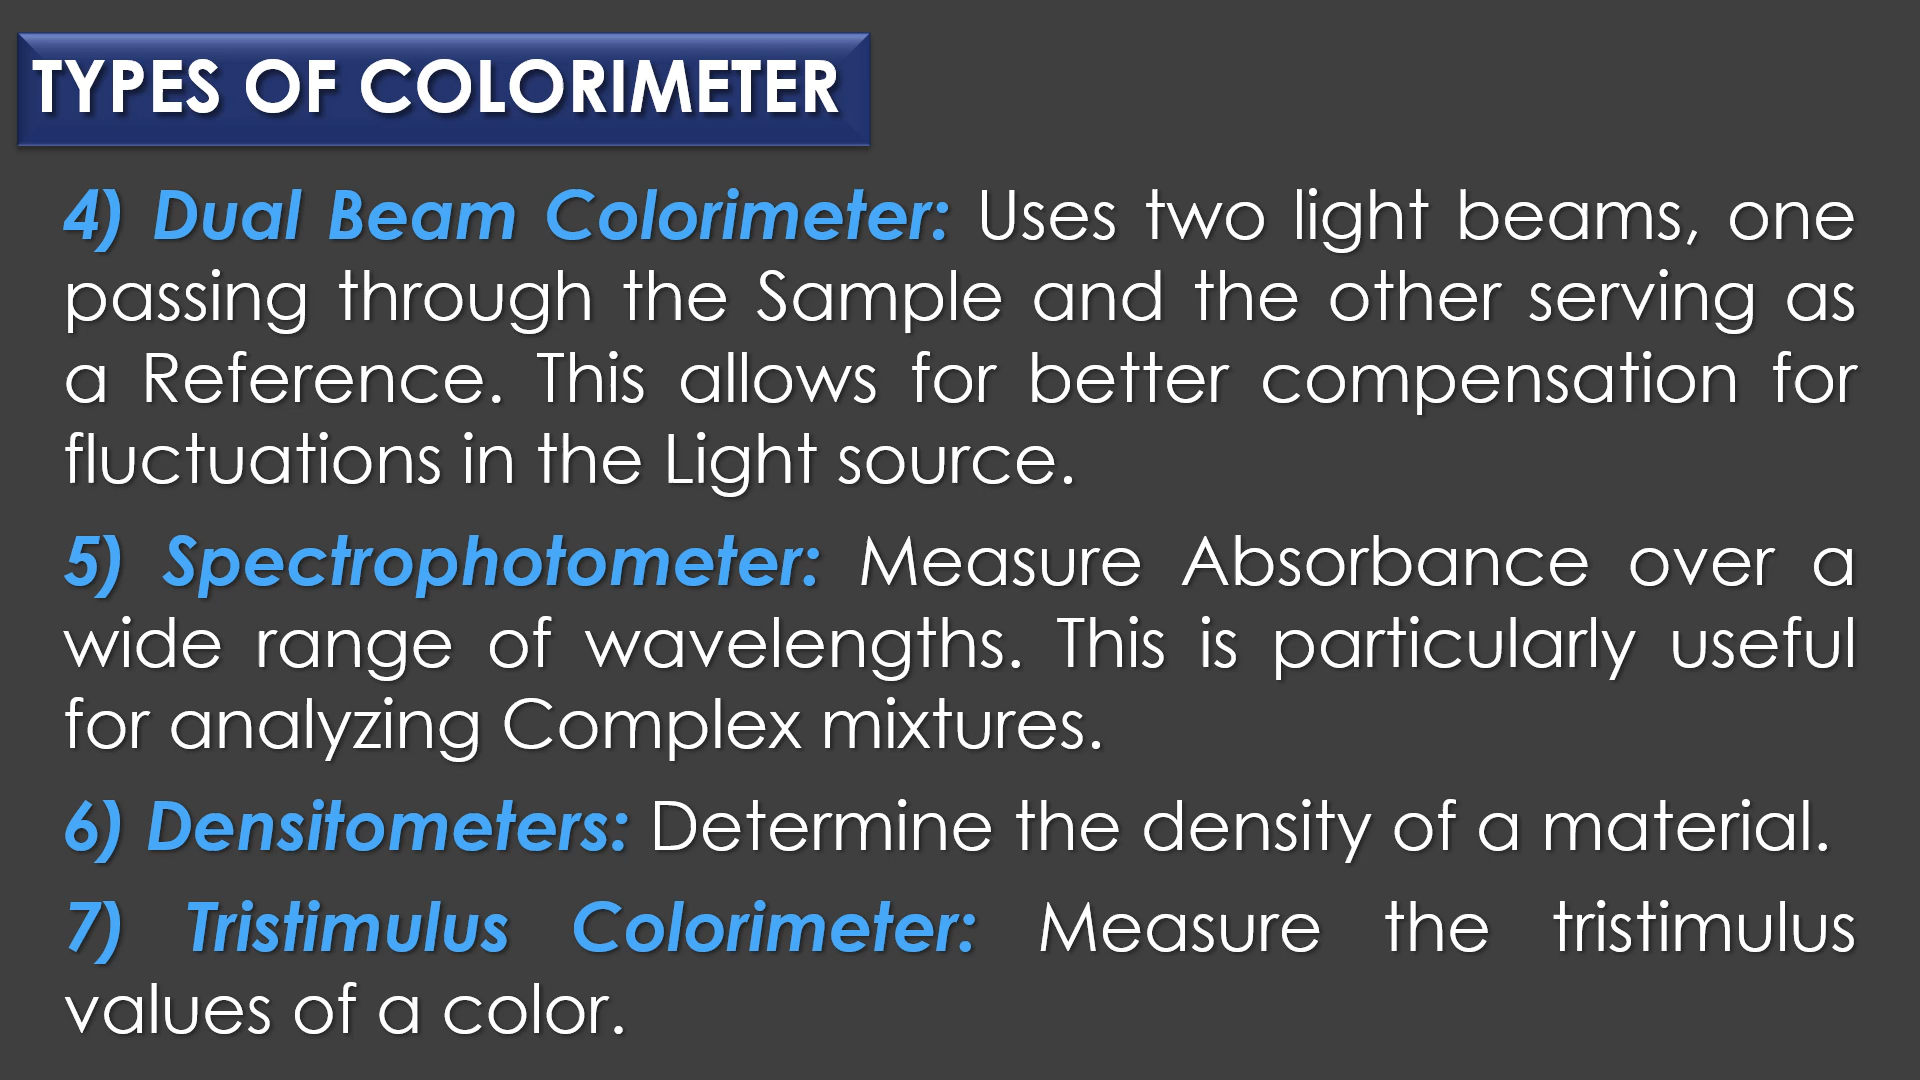 TYPES OF COLORIMETER
4) Dual Beam Colorimeter: Uses two light beams, one
passing through the Sample and the other serving as
a Reference. This allows for better compensation for
fluctuations in the Light source.
5) Spectrophotometer: Measure Absorbance over a
wide range of wavelengths. This is particularly useful
for analyzing Complex mixtures.
6) Densitometers: Determine the density of a material.
7) Tristimulus Colorimeter: Measure the tristimulus
values of a color.